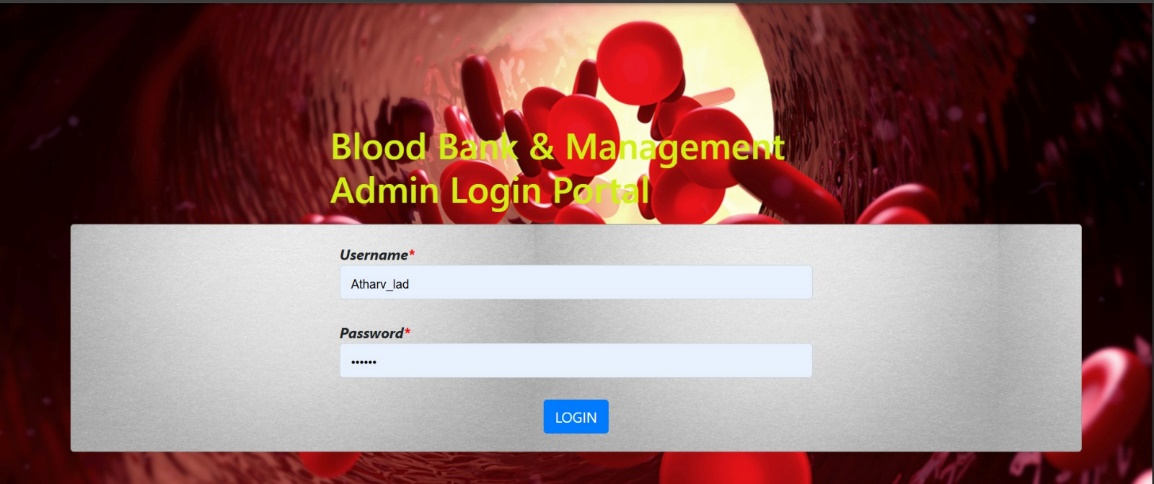 Blood Bank & Management
Admin Login Portal
Username*
Atharv_lad
Password*
••••••
LOGIN